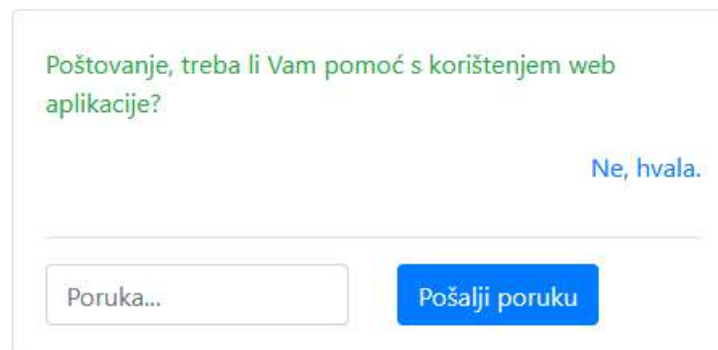 Poštovanje, treba li Vam pomoć s korištenjem web
aplikacije?
Ne, hvala.
Poruka...
Pošalji poruku